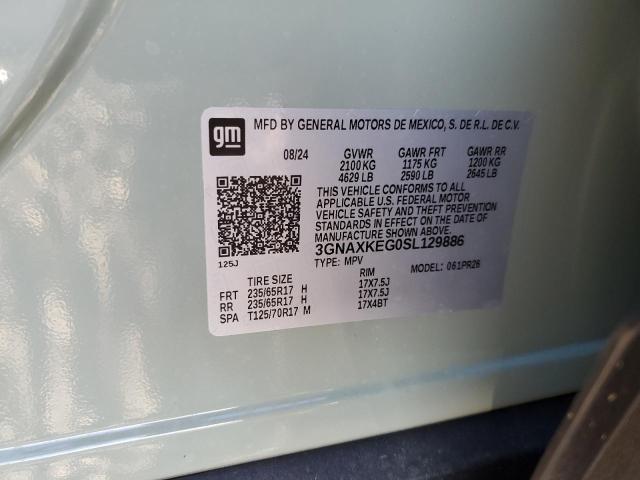 gm MFD BY GENERAL MOTORS DE MEXICO, S. DE R.L. DE C.V.
08/24 GVWR GAWR FRT GAWR RR
2100 KG 1175 KG 1200 KG
4629 LB 2590 LB 2645 LB
THIS VEHICLE CONFORMS TO ALL
APPLICABLE U.S. FEDERAL MOTOR
VEHICLE SAFETY AND THEFT PREVENTION
STANDARDS IN EFFECT ON THE DATE OF
MANUFACTURE SHOWN ABOVE.
3GNAXKEG0SL129886
125J TYPE: MPV MODEL: 061PR26
TIRE SIZE RIM
FRT 235/65R17 H 17X7.5J
RR 235/65R17 H 17X7.5J
SPA T125/70R17 M 17X4BT